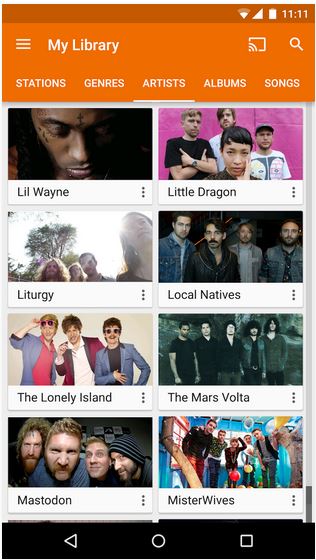 11:11
My Library
STATIONS GENRES ARTISTS ALBUMS SONGS
Lil Wayne Little Dragon
Liturgy Local Natives
The Lonely Island The Mars Volta
Mastodon MisterWives